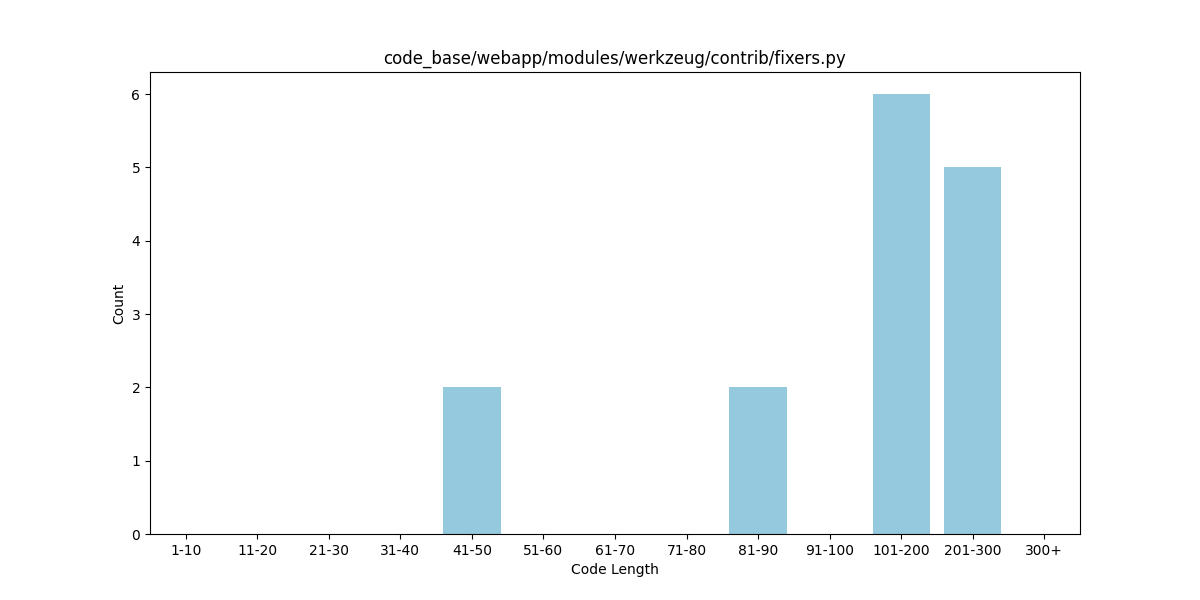 code_base/webapp/modules/werkzeug/contrib/fixers.py
6
5
4
3
2
1
0
Count
1-10 11-20 21-30 31-40 41-50 51-60 61-70 71-80 81-90 91-100 101-200 201-300 300+
Code Length